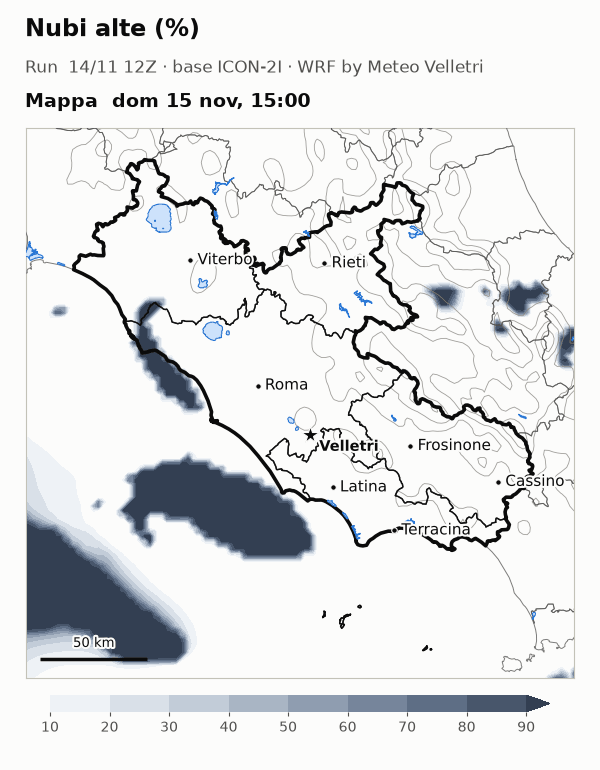 Nubi alte (%)
Run  14/11 12Z · base ICON-2I · WRF by Meteo Velletri
Mappa  dom 15 nov, 15:00
Viterbo
Rieti
Roma
Velletri
Frosinone
Cassino
Latina
Terracina
50 km
10 20 30 40 50 60 70 80 90